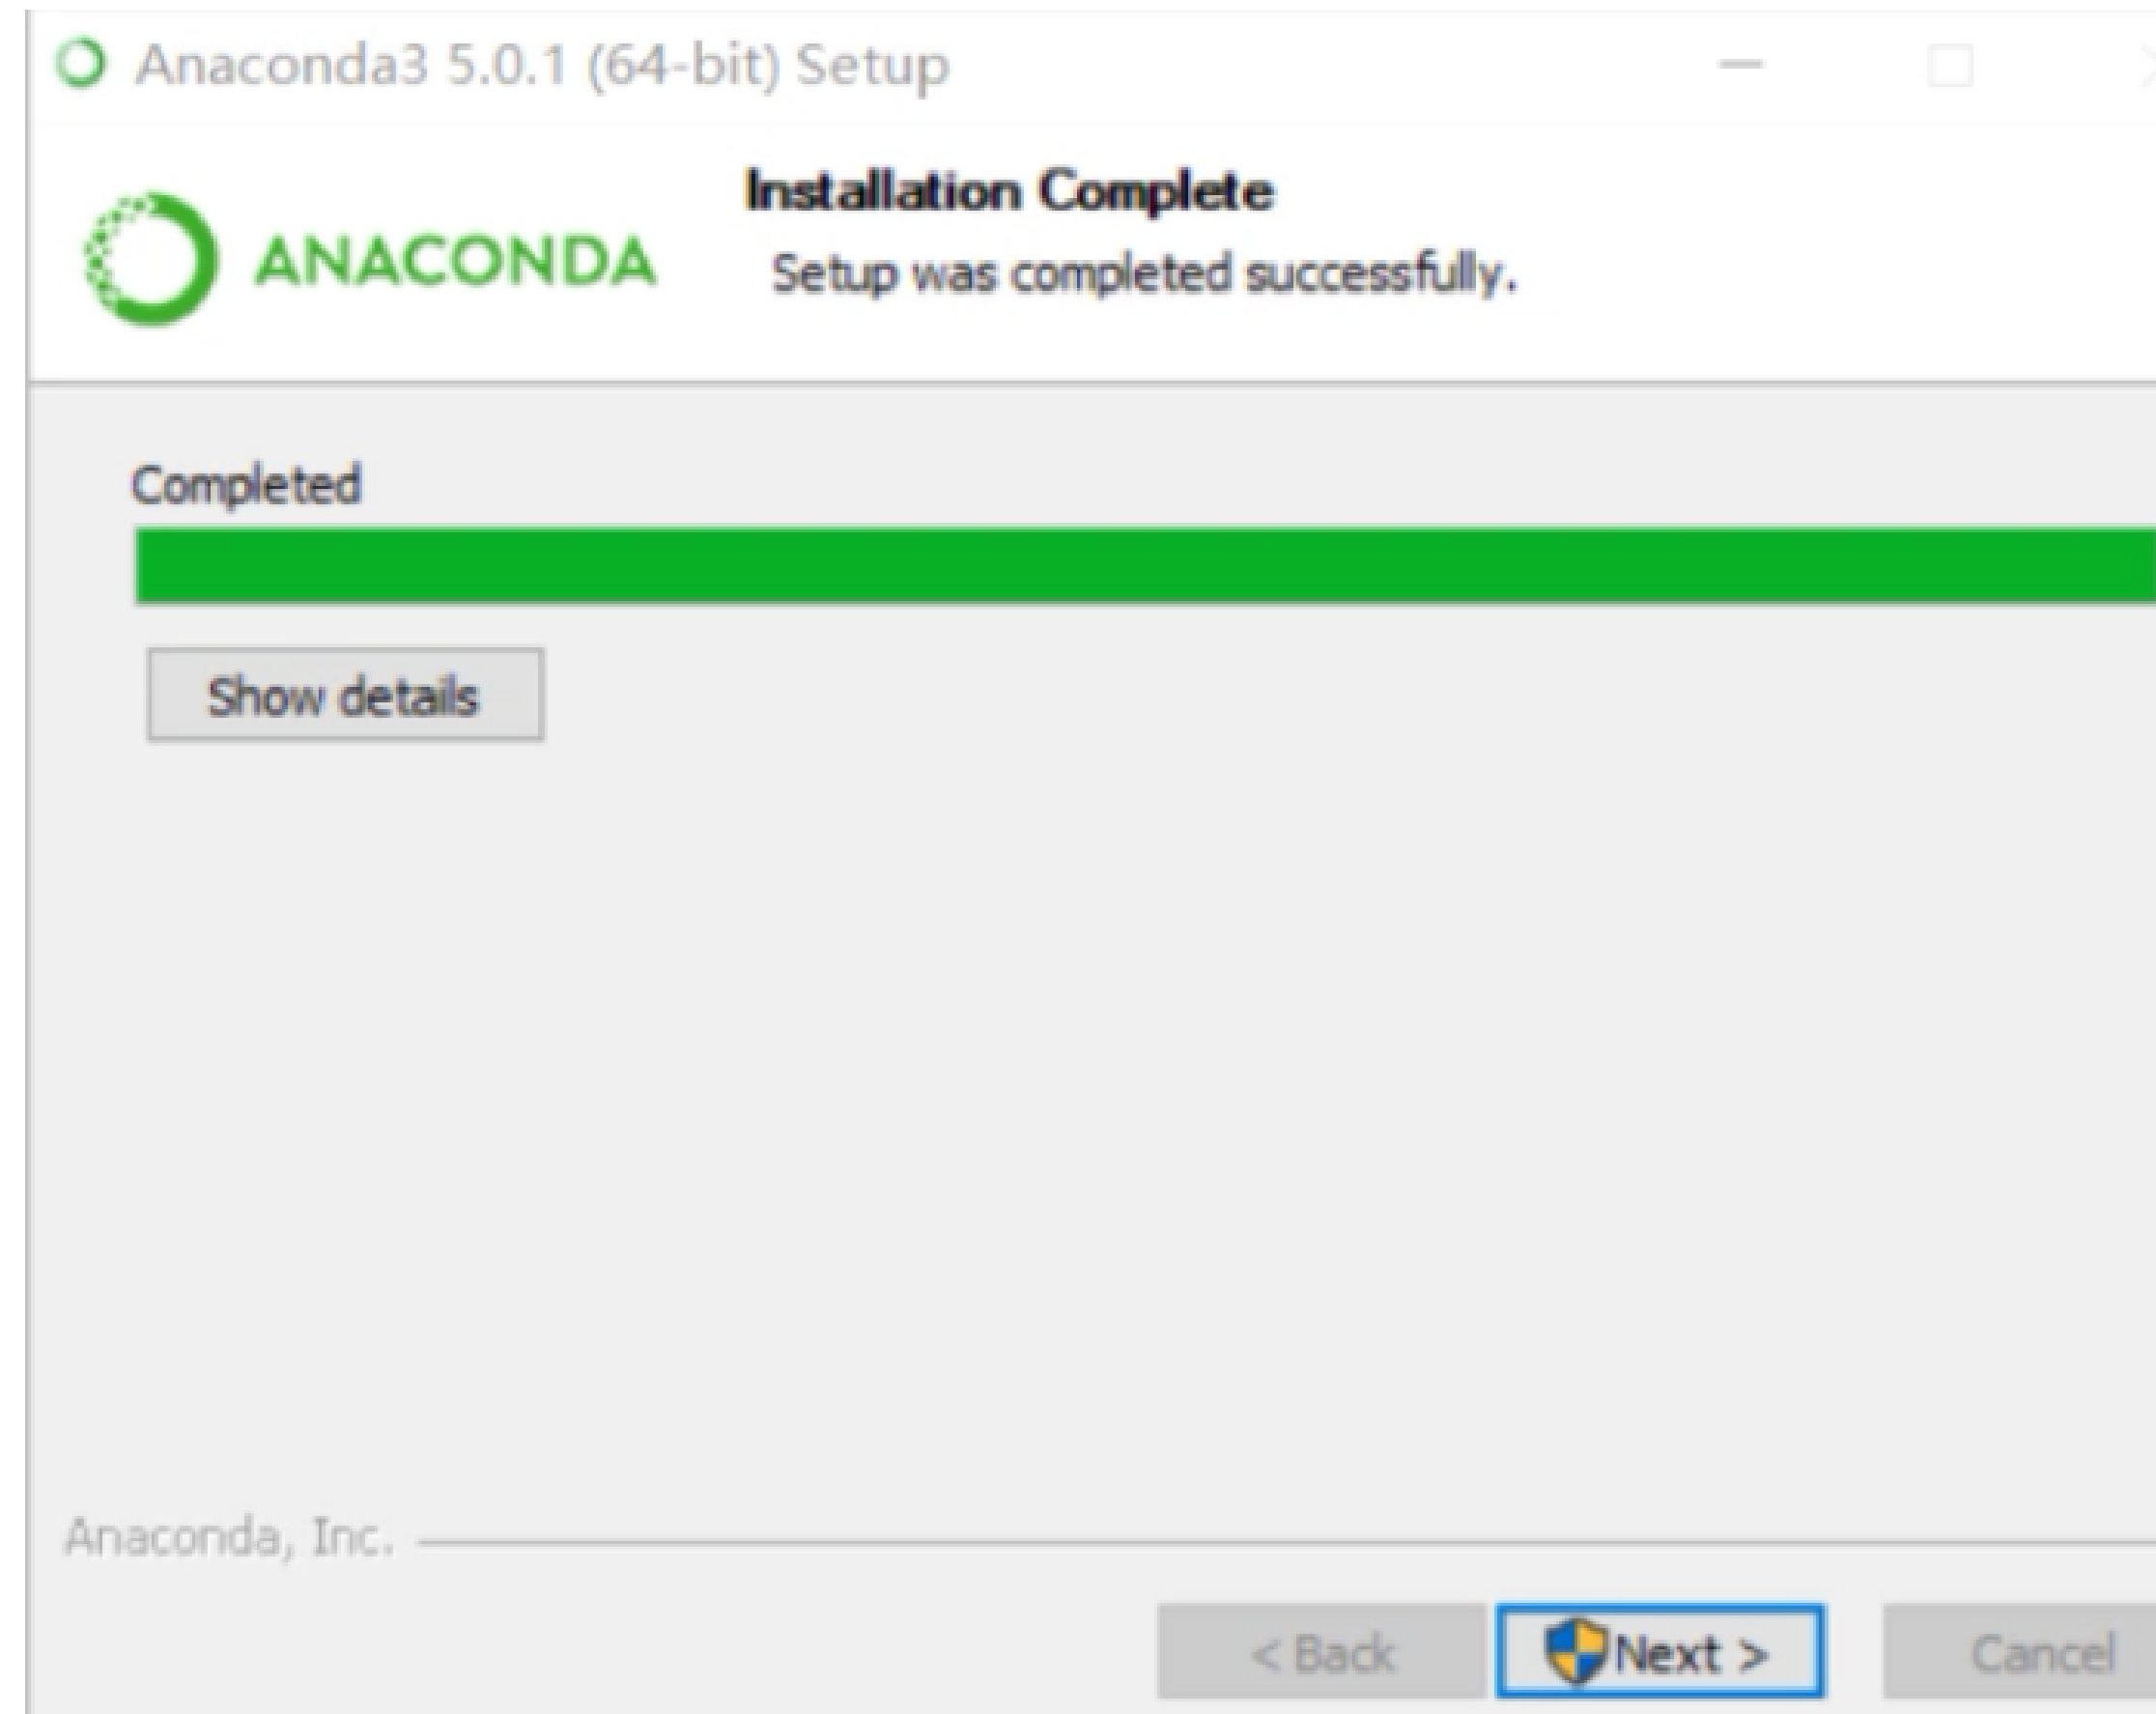 Anaconda3 5.0.1 (64-bit) Setup
ANACONDA
Installation Complete
Setup was completed successfully.
Completed
Show details
Anaconda, Inc.
< Back
Next >
Cancel